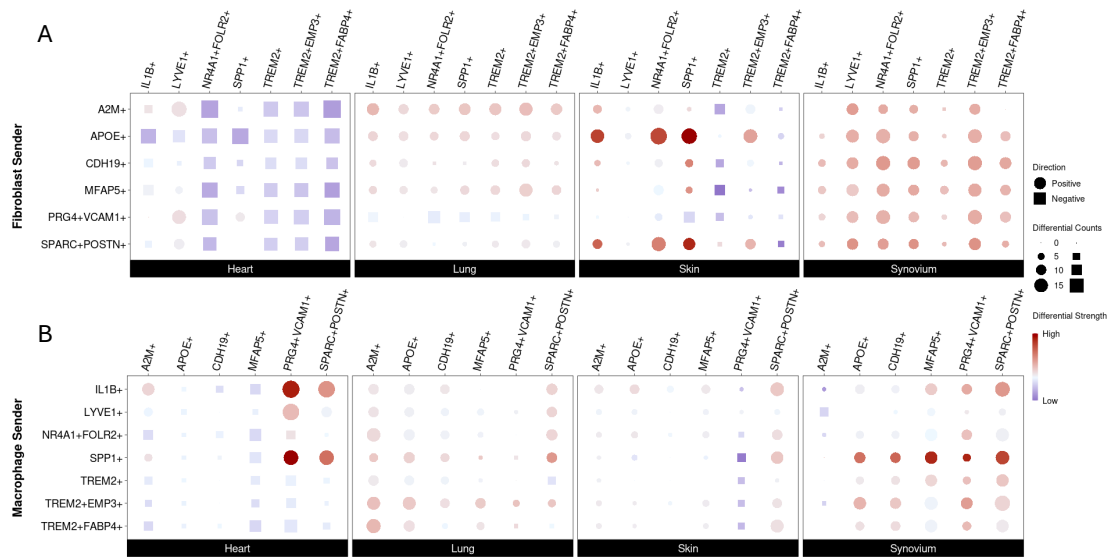 A
IL1B+ LYVE1+ NR4A1+FOLR2+ SPP1+ TREM2+ TREM2+EMP3+ TREM2+FABP4+
IL1B+ LYVE1+ NR4A1+FOLR2+ SPP1+ TREM2+ TREM2+EMP3+ TREM2+FABP4+
IL1B+ LYVE1+ NR4A1+FOLR2+ SPP1+ TREM2+ TREM2+EMP3+ TREM2+FABP4+
IL1B+ LYVE1+ NR4A1+FOLR2+ SPP1+ TREM2+ TREM2+EMP3+ TREM2+FABP4+
Fibroblast Sender
A2M+
APOE+
CDH19+
MFAP5+
PRG4+VCAM1+
SPARC+POSTN+
Heart Lung Skin Synovium
Direction
Positive
Negative
Differential Counts
0
5
10
15
Differential Strength
High
Low
B
A2M+ APOE+ CDH19+ MFAP5+ PRG4+VCAM1+ SPARC+POSTN+
A2M+ APOE+ CDH19+ MFAP5+ PRG4+VCAM1+ SPARC+POSTN+
A2M+ APOE+ CDH19+ MFAP5+ PRG4+VCAM1+ SPARC+POSTN+
A2M+ APOE+ CDH19+ MFAP5+ PRG4+VCAM1+ SPARC+POSTN+
Macrophage Sender
IL1B+
LYVE1+
NR4A1+FOLR2+
SPP1+
TREM2+
TREM2+EMP3+
TREM2+FABP4+
Heart Lung Skin Synovium